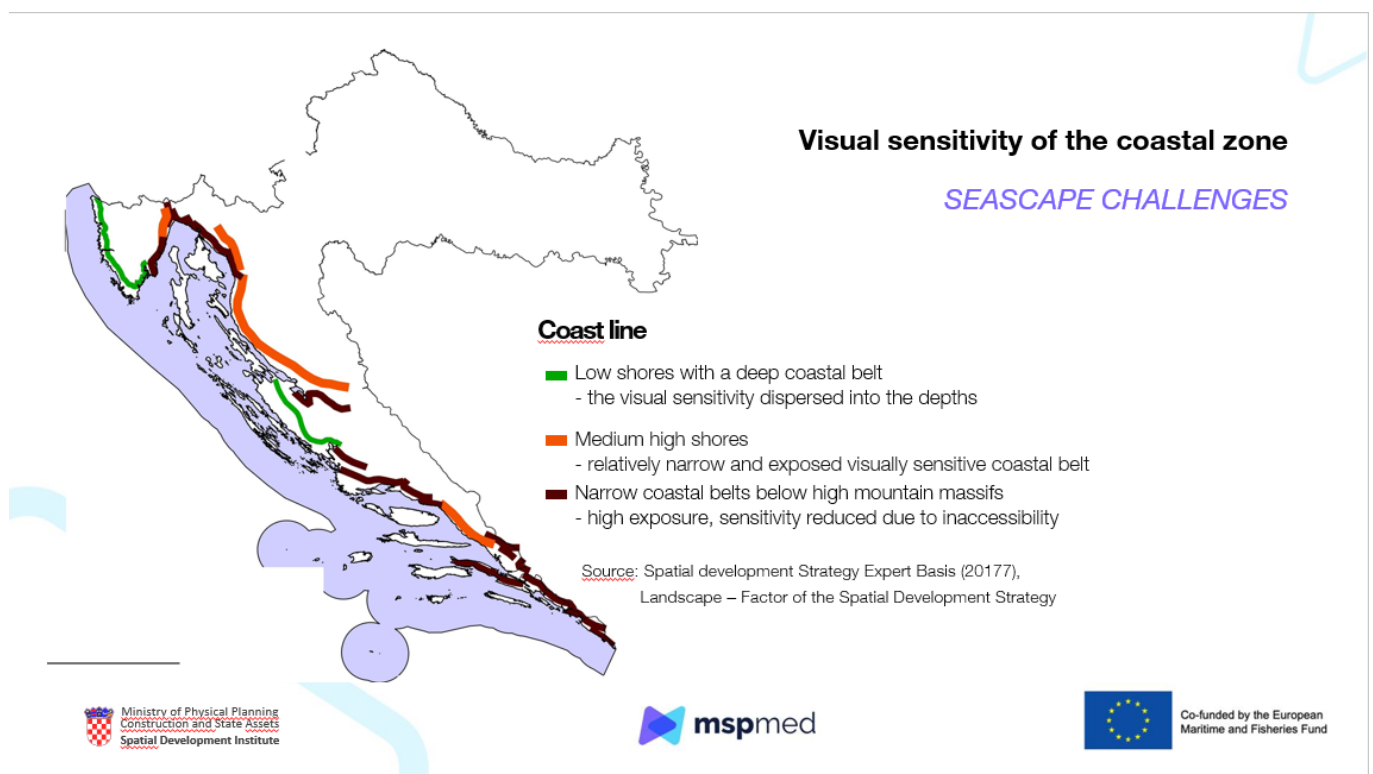 Visual sensitivity of the coastal zone
SEASCAPE CHALLENGES
Coast line
Low shores with a deep coastal belt
- the visual sensitivity dispersed into the depths
Medium high shores
- relatively narrow and exposed visually sensitive coastal belt
Narrow coastal belts below high mountain massifs
- high exposure, sensitivity reduced due to inaccessibility
Source: Spatial development Strategy Expert Basis (20177),
Landscape – Factor of the Spatial Development Strategy
Ministry of Physical Planning
Construction and State Assets
Spatial Development Institute
mspmed
Co-funded by the European
Maritime and Fisheries Fund